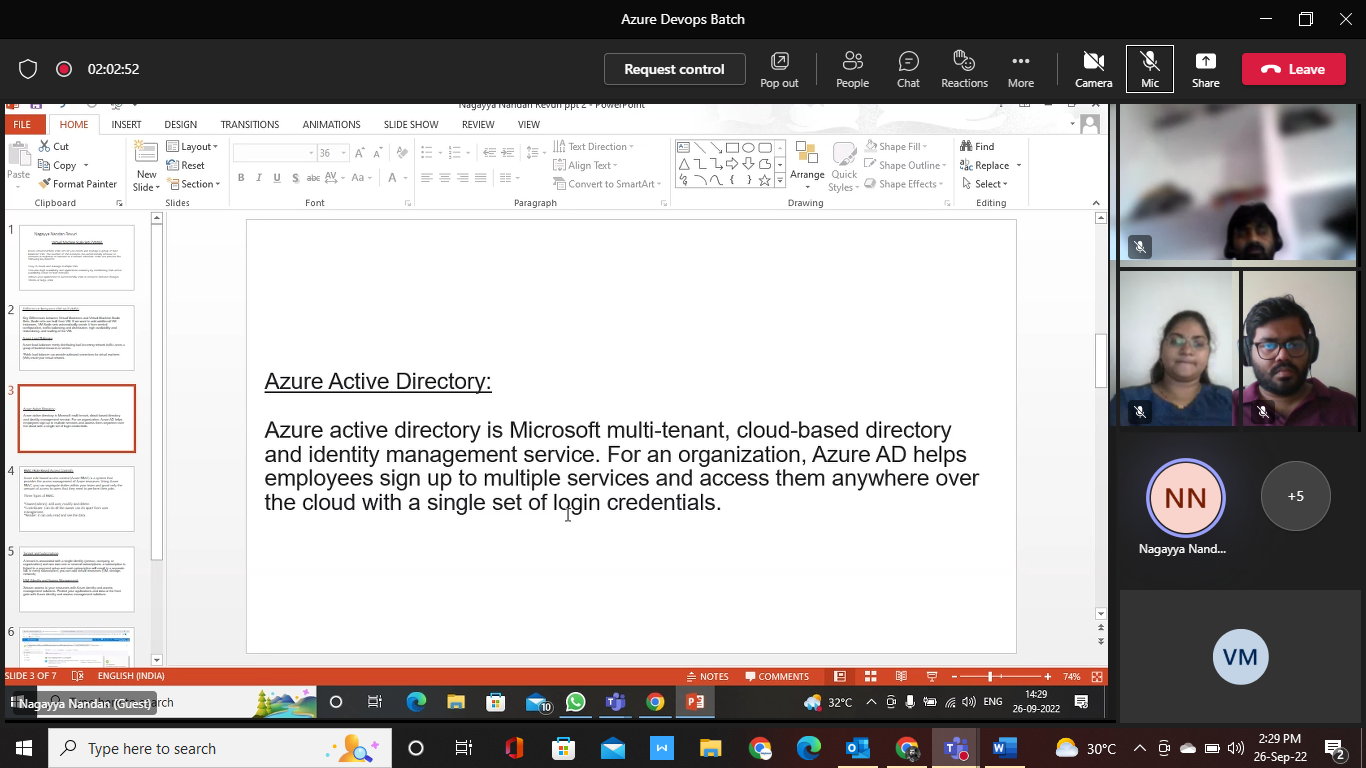 Azure Devops Batch
02:02:52
Request control
Pop out
People
Chat
Reactions
More
Camera
Mic
Share
Leave
Nagayya Nandan Revuri ppt 2 - PowerPoint
FILE
HOME
INSERT
DESIGN
TRANSITIONS
ANIMATIONS
SLIDE SHOW
REVIEW
VIEW
Paste
Cut
Copy
Format Painter
Clipboard
New
Slide
Layout
Reset
Section
Slides
36
B I U S abc AV Aa A
Font
Text Direction
Align Text
Convert to SmartArt
Paragraph
Arrange
Quick
Styles
Shape Fill
Shape Outline
Shape Effects
Drawing
Find
Replace
Select
Editing
1
2
3
4
5
6
Azure Active Directory:
Azure active directory is Microsoft multi-tenant, cloud-based directory
and identity management service. For an organization, Azure AD helps
employees sign up to multiple services and access them anywhere over
the cloud with a single set of login credentials.
NN
Nagayya Nand...
+5
VM
SLIDE 3 OF 7
ENGLISH (INDIA)
NOTES
COMMENTS
74%
Nagayya Nandan (Guest)
10
32°C
ENG
14:29
26-09-2022
Type here to search
30°C
2:29 PM
26-Sep-22
2